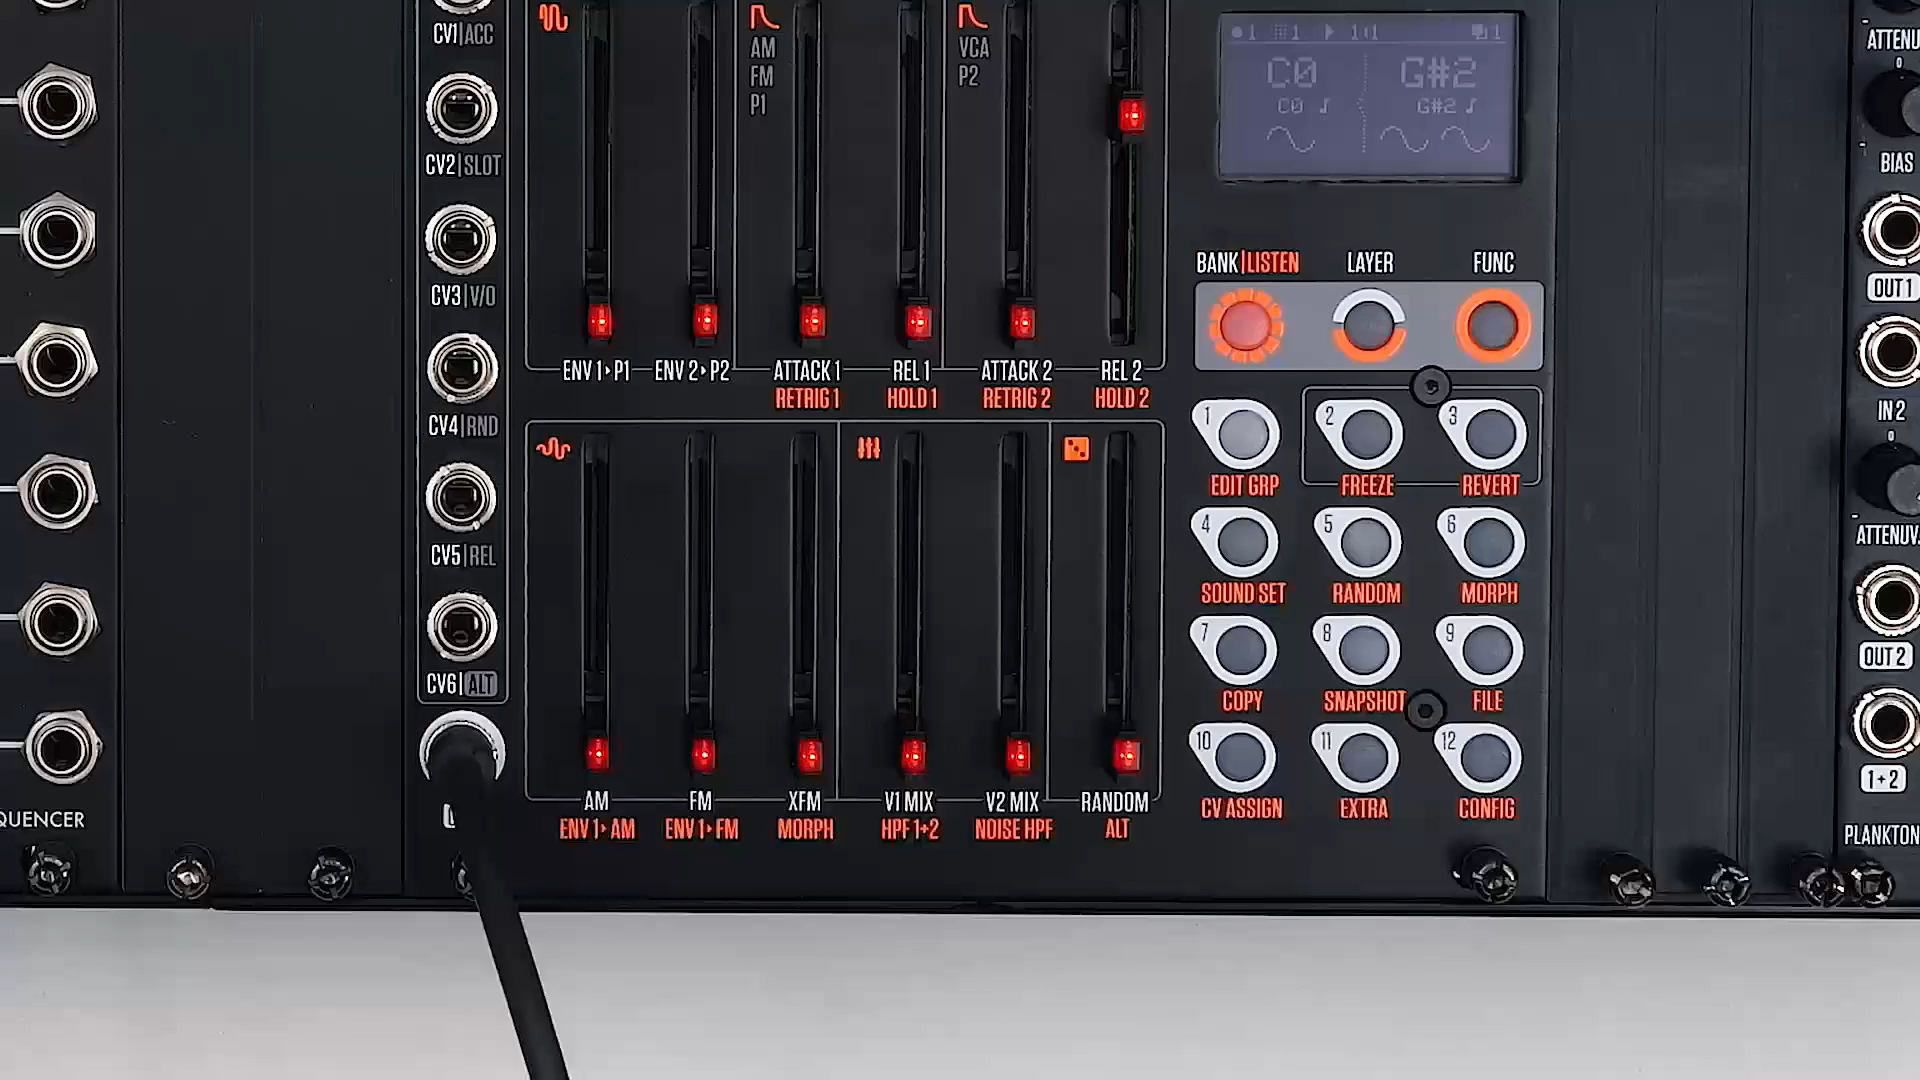 CV1|ACC
CV2|SLOT
CV3|V/O
CV4|RND
CV5|REL
CV6|ALT
QUENCER
AM
FM
P1
VCA
P2
ENV 1▸P1
ENV 2▸P2
ATTACK 1
RETRIG 1
REL 1
HOLD 1
ATTACK 2
RETRIG 2
REL 2
HOLD 2
AM
ENV 1▸AM
FM
ENV 1▸FM
XFM
MORPH
V1 MIX
HPF 1+2
V2 MIX
NOISE HPF
RANDOM
ALT
C0 G#2
C0 ♪ G#2 ♪
BANK|LISTEN LAYER FUNC
1 2 3
EDIT GRP FREEZE REVERT
4 5 6
SOUND SET RANDOM MORPH
7 8 9
COPY SNAPSHOT FILE
10 11 12
CV ASSIGN EXTRA CONFIG
ATTENU
0
BIAS
OUT 1
IN 2
0
ATTENUV.
OUT 2
1+2
PLANKTON